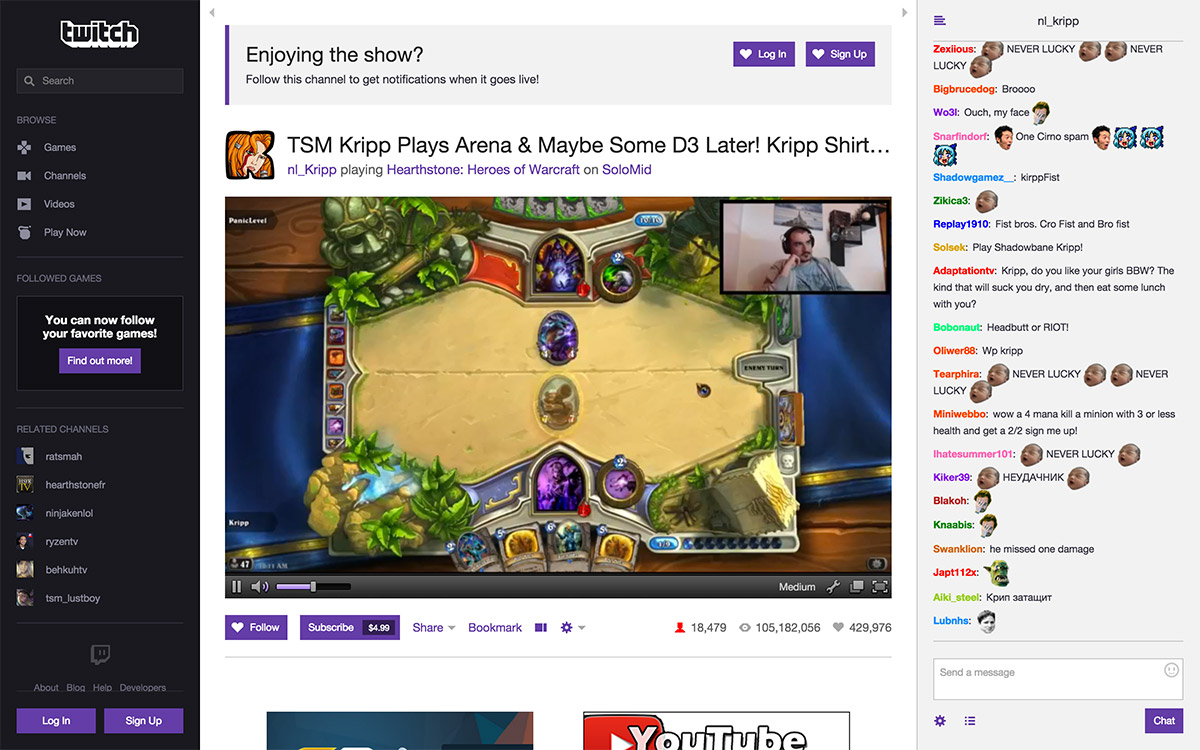 twitch
Search
BROWSE
Games
Channels
Videos
Play Now
FOLLOWED GAMES
You can now follow
your favorite games!
Find out more!
RELATED CHANNELS
ratsmah
hearthstonefr
ninjakenlol
ryzentv
behkuhtv
tsm_lustboy
About Blog Help Developers
Log In Sign Up
Enjoying the show?
Follow this channel to get notifications when it goes live!
Log In Sign Up
TSM Kripp Plays Arena & Maybe Some D3 Later! Kripp Shirt...
nl_Kripp playing Hearthstone: Heroes of Warcraft on SoloMid
PanicLevel
10/10
2
ENEMY TURN
2
Kripp
47
Medium
Follow
Subscribe $4.99
Share
Bookmark
18,479
105,182,056
429,976
YouTube
nl_kripp
Zexiious: NEVER LUCKY NEVER
LUCKY
Bigbrucedog: Broooo
Wo3l: Ouch, my face
Snarfindorf: One Cirno spam
Shadowgamez__: kirppFist
Zikica3:
Replay1910: Fist bros. Cro Fist and Bro fist
Solsek: Play Shadowbane Kripp!
Adaptationtv: Kripp, do you like your girls BBW? The
kind that will suck you dry, and then eat some lunch
with you?
Bobonaut: Headbutt or RIOT!
Oliwer88: Wp kripp
Tearphira: NEVER LUCKY NEVER
LUCKY
Miniwebbo: wow a 4 mana kill a minion with 3 or less
health and get a 2/2 sign me up!
Ihatesummer101: NEVER LUCKY
Kiker39: НЕУДАЧНИК
Blakoh:
Knaabis:
Swanklion: he missed one damage
Japt112x:
Aiki_steel: Крип затащит
Lubnhs:
Send a message
Chat